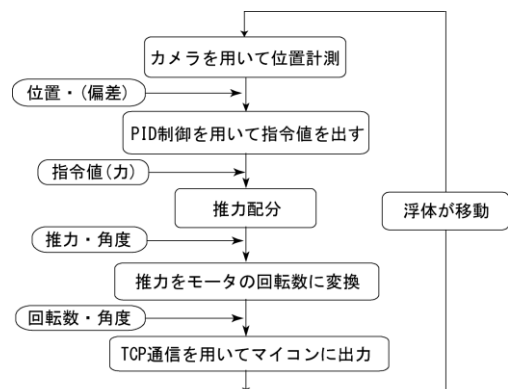 カメラを用いて位置計測
位置・(偏差)
PID制御を用いて指令値を出す
指令値(力)
推力配分
浮体が移動
推力・角度
推力をモータの回転数に変換
回転数・角度
TCP通信を用いてマイコンに出力